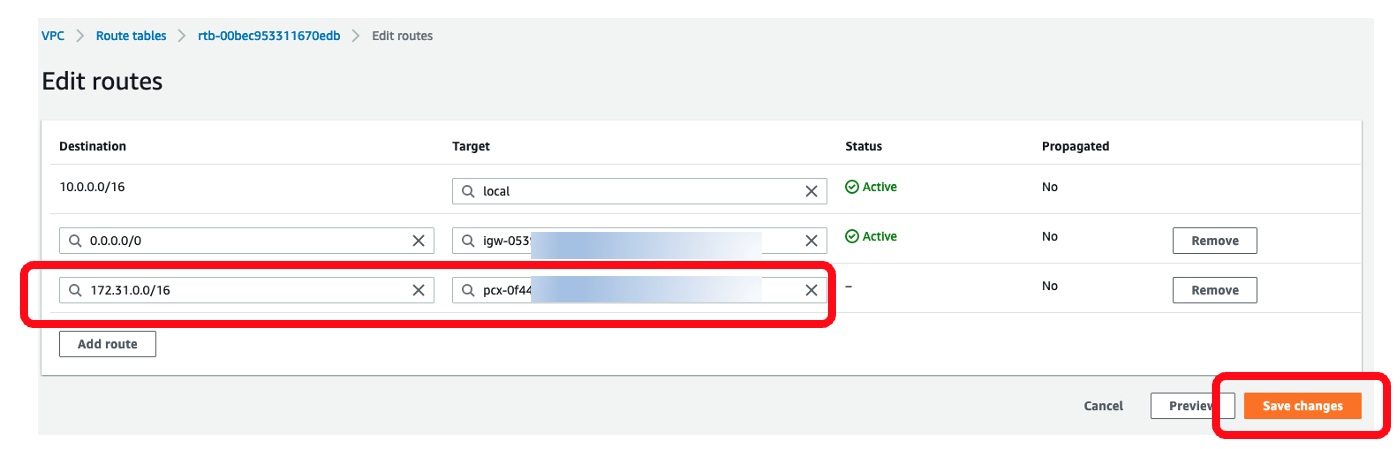 VPC > Route tables > rtb-00bec953311670edb > Edit routes
Edit routes
Destination Target Status Propagated
10.0.0.0/16 local Active No
0.0.0.0/0 igw-053 Active No Remove
172.31.0.0/16 pcx-0f44 – No Remove
Add route
Cancel Preview Save changes